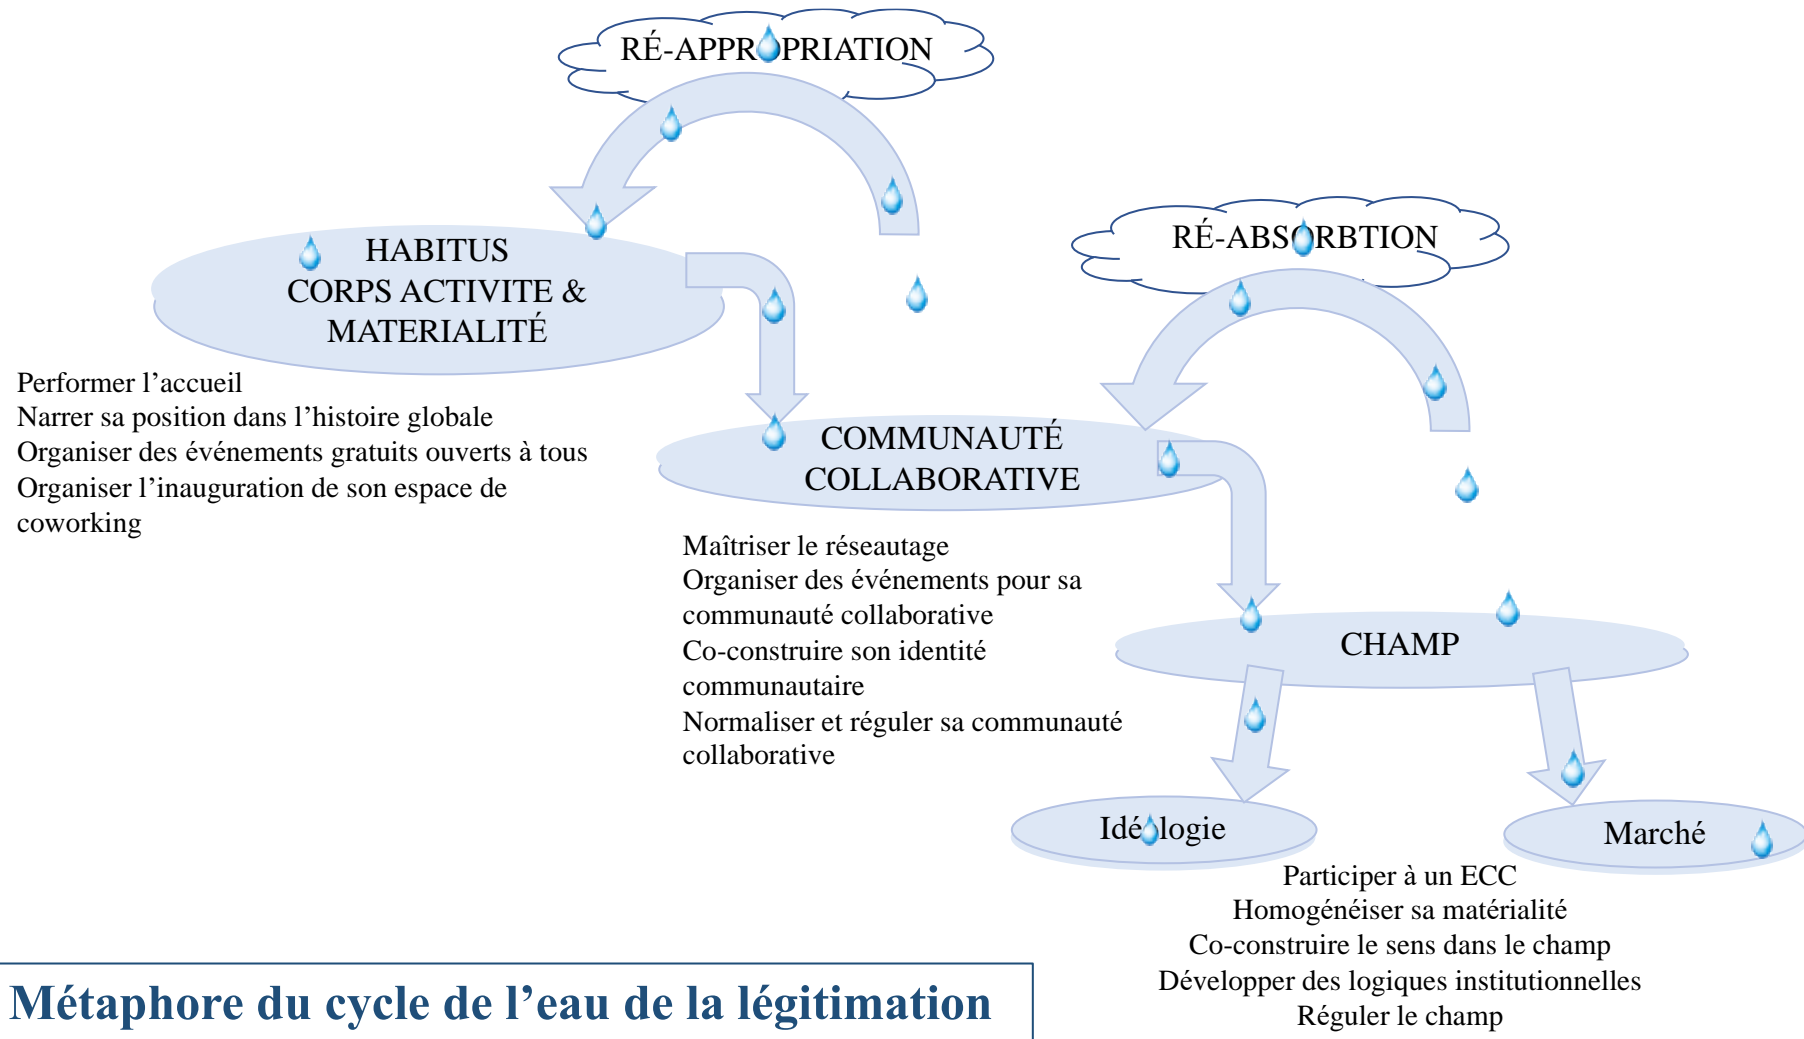 RÉ-APPROPRIATION
RÉ-ABSORBTION
HABITUS
CORPS ACTIVITE &
MATERIALITÉ
Performer l’accueil
Narrer sa position dans l’histoire globale
Organiser des événements gratuits ouverts à tous
Organiser l’inauguration de son espace de
coworking
COMMUNAUTÉ
COLLABORATIVE
Maîtriser le réseautage
Organiser des événements pour sa
communauté collaborative
Co-construire son identité
communautaire
Normaliser et réguler sa communauté
collaborative
CHAMP
Idéologie
Marché
Participer à un ECC
Homogénéiser sa matérialité
Co-construire le sens dans le champ
Développer des logiques institutionnelles
Réguler le champ
Métaphore du cycle de l’eau de la légitimation